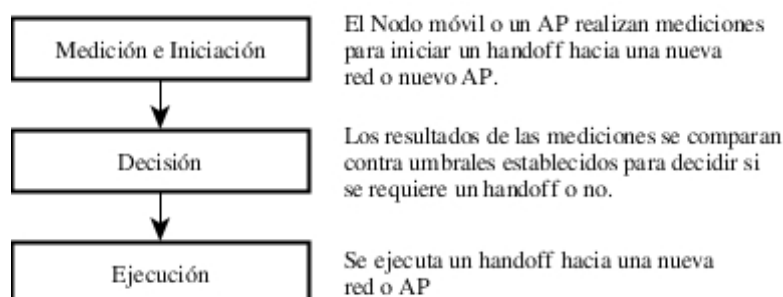 Medición e Iniciación
El Nodo móvil o un AP realizan mediciones
para iniciar un handoff hacia una nueva
red o nuevo AP.
Decisión
Los resultados de las mediciones se comparan
contra umbrales establecidos para decidir si
se requiere un handoff o no.
Ejecución
Se ejecuta un handoff hacia una nueva
red o AP